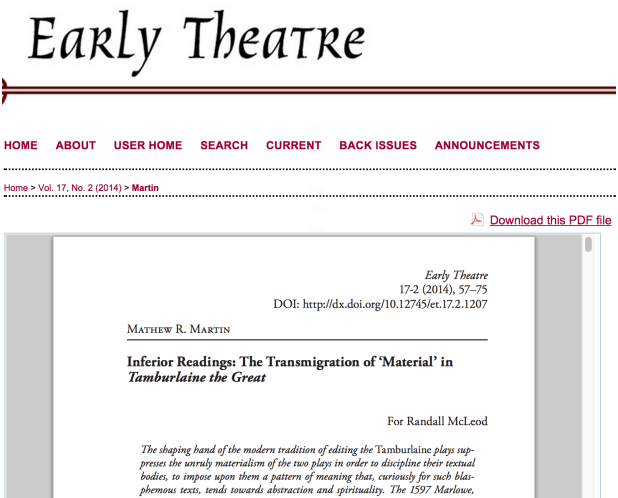 Early Theatre
HOME ABOUT USER HOME SEARCH CURRENT BACK ISSUES ANNOUNCEMENTS
Home > Vol. 17, No. 2 (2014) > Martin
Download this PDF file
Early Theatre
17-2 (2014), 57–75
DOI: http://dx.doi.org/10.12745/et.17.2.1207
Mathew R. Martin
Inferior Readings: The Transmigration of ‘Material’ in
Tamburlaine the Great
For Randall McLeod
The shaping hand of the modern tradition of editing the Tamburlaine plays sup-
presses the unruly materialism of the two plays in order to discipline their textual
bodies, to impose upon them a pattern of meaning that, curiously for such blas-
phemous texts, tends towards abstraction and spirituality. The 1597 Marlowe,